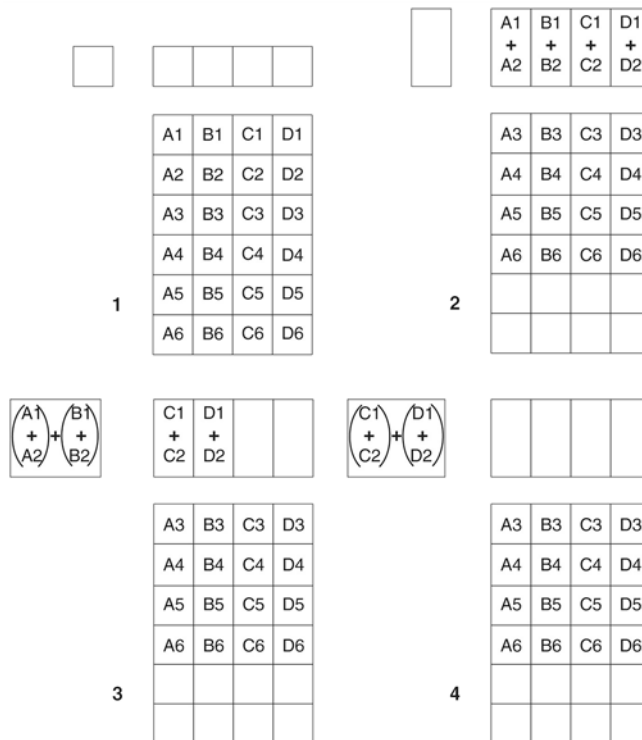 A1 B1 C1 D1
A2 B2 C2 D2
A3 B3 C3 D3
A4 B4 C4 D4
A5 B5 C5 D5
A6 B6 C6 D6
1
A1 B1 C1 D1
+ + + +
A2 B2 C2 D2
A3 B3 C3 D3
A4 B4 C4 D4
A5 B5 C5 D5
A6 B6 C6 D6
2
(A1 + A2) + (B1 + B2)
C1 D1
+ +
C2 D2
A3 B3 C3 D3
A4 B4 C4 D4
A5 B5 C5 D5
A6 B6 C6 D6
3
(C1 + C2) + (D1 + D2)
A3 B3 C3 D3
A4 B4 C4 D4
A5 B5 C5 D5
A6 B6 C6 D6
4